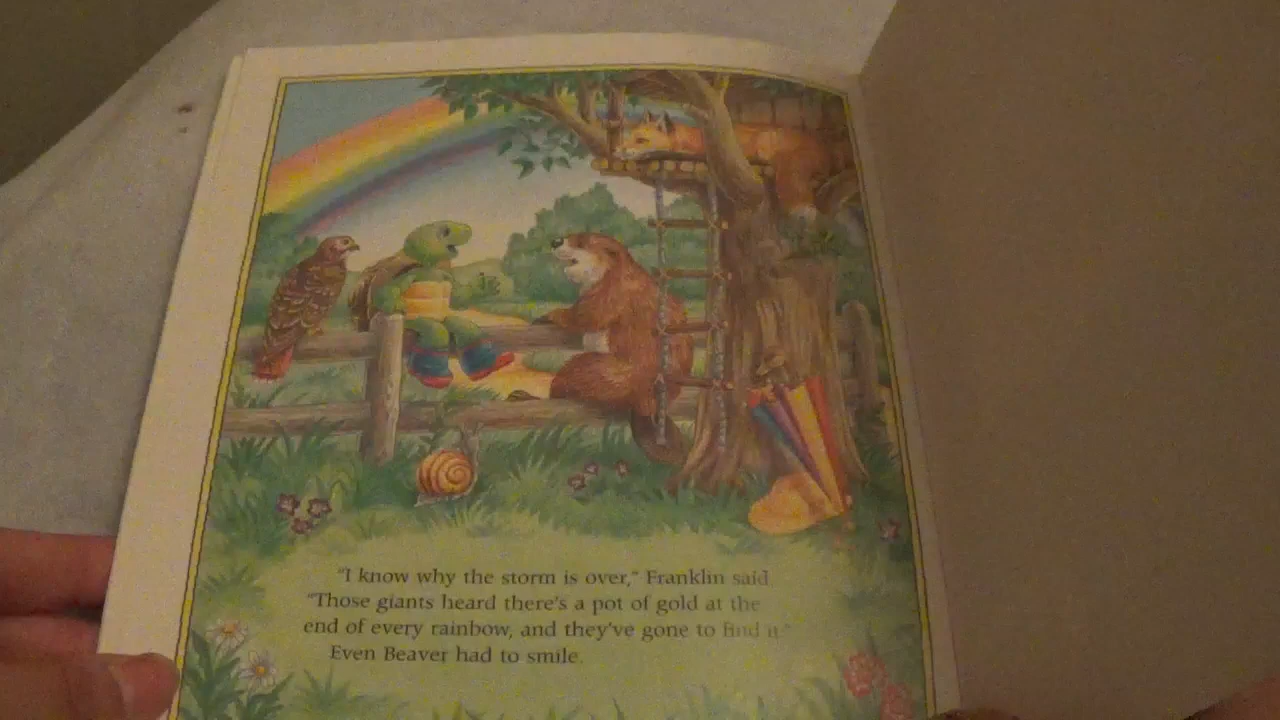 "I know why the storm is over," Franklin said.
"Those giants heard there's a pot of gold at the
end of every rainbow, and they've gone to find it."
Even Beaver had to smile.